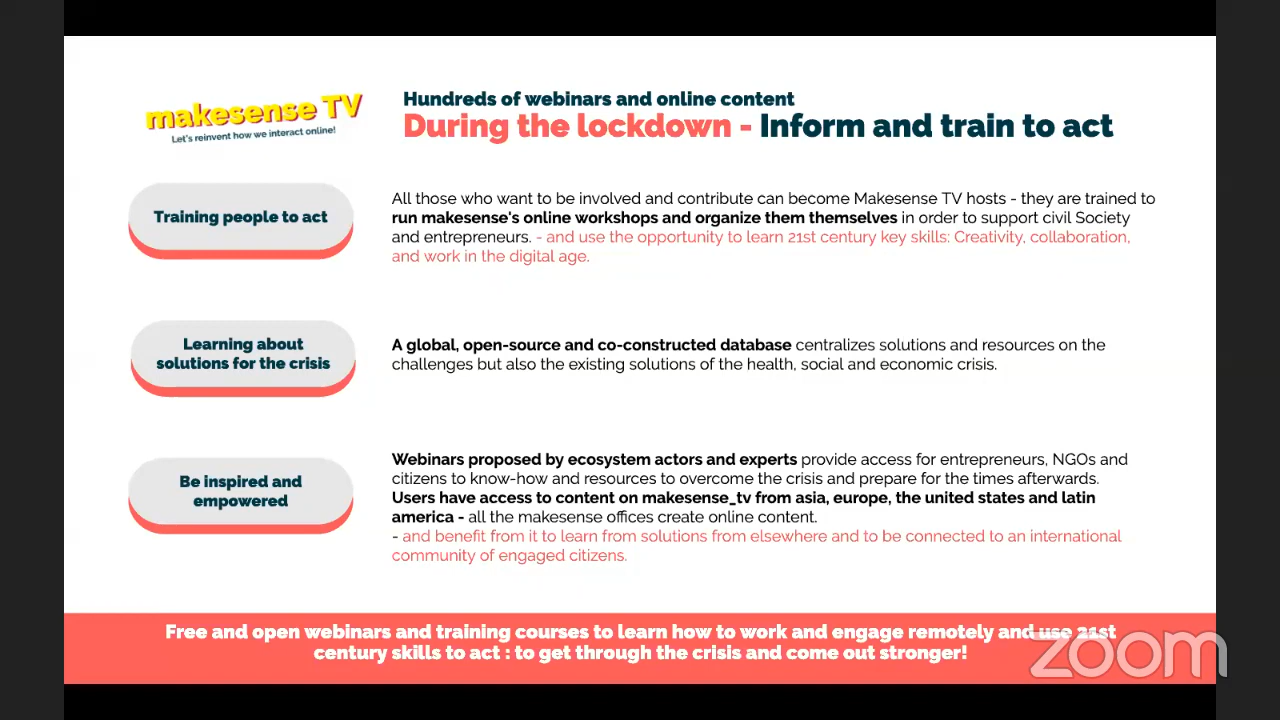 makesense TV
Let's reinvent how we interact online!
Hundreds of webinars and online content
During the lockdown - Inform and train to act
Training people to act
All those who want to be involved and contribute can become Makesense TV hosts - they are trained to
run makesense's online workshops and organize them themselves in order to support civil Society
and entrepreneurs. - and use the opportunity to learn 21st century key skills: Creativity, collaboration,
and work in the digital age.
Learning about
solutions for the crisis
A global, open-source and co-constructed database centralizes solutions and resources on the
challenges but also the existing solutions of the health, social and economic crisis.
Be inspired and
empowered
Webinars proposed by ecosystem actors and experts provide access for entrepreneurs, NGOs and
citizens to know-how and resources to overcome the crisis and prepare for the times afterwards.
Users have access to content on makesense_tv from asia, europe, the united states and latin
america - all the makesense offices create online content.
- and benefit from it to learn from solutions from elsewhere and to be connected to an international
community of engaged citizens.
Free and open webinars and training courses to learn how to work and engage remotely and use 21st
century skills to act : to get through the crisis and come out stronger!
zoom